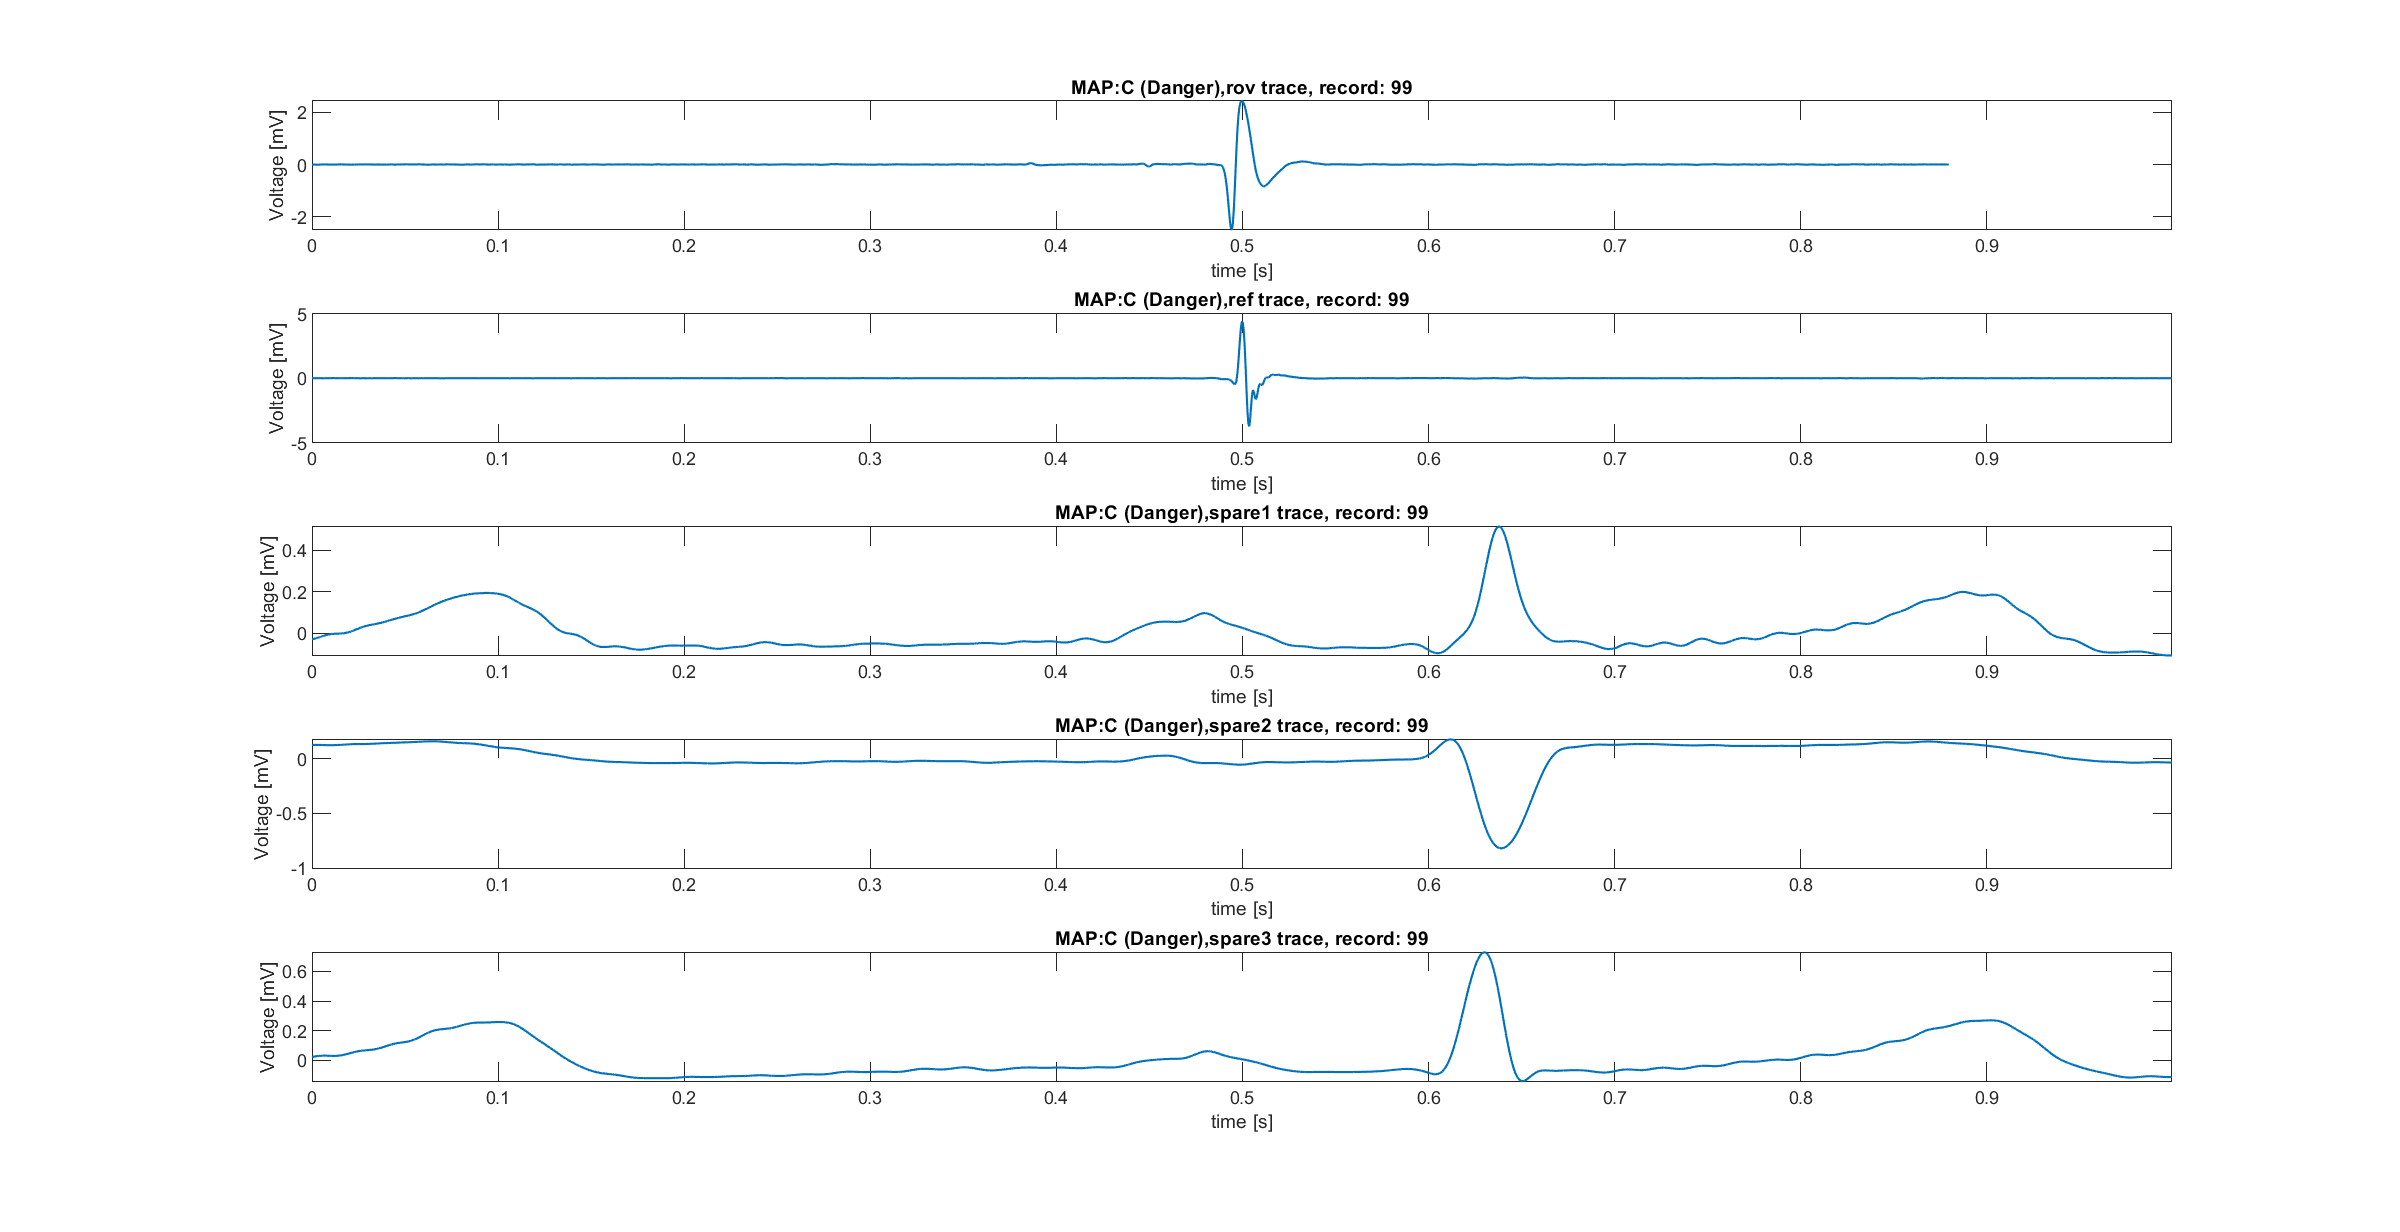 MAP:C (Danger),rov trace, record: 99
Voltage [mV]
2
0
-2
0 0.1 0.2 0.3 0.4 0.5 0.6 0.7 0.8 0.9
time [s]
MAP:C (Danger),ref trace, record: 99
Voltage [mV]
5
0
-5
0 0.1 0.2 0.3 0.4 0.5 0.6 0.7 0.8 0.9
time [s]
MAP:C (Danger),spare1 trace, record: 99
Voltage [mV]
0.4
0.2
0
0 0.1 0.2 0.3 0.4 0.5 0.6 0.7 0.8 0.9
time [s]
MAP:C (Danger),spare2 trace, record: 99
Voltage [mV]
0
-0.5
-1
0 0.1 0.2 0.3 0.4 0.5 0.6 0.7 0.8 0.9
time [s]
MAP:C (Danger),spare3 trace, record: 99
Voltage [mV]
0.6
0.4
0.2
0
0 0.1 0.2 0.3 0.4 0.5 0.6 0.7 0.8 0.9
time [s]